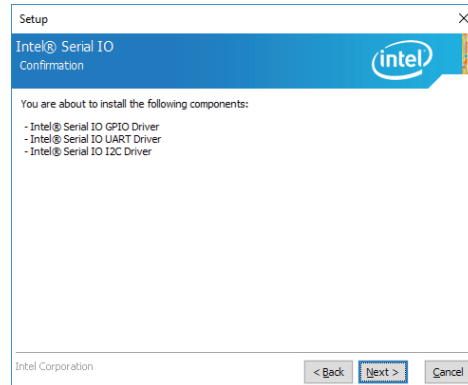 Setup
Intel® Serial IO
Confirmation
intel
You are about to install the following components:
- Intel® Serial IO GPIO Driver
- Intel® Serial IO UART Driver
- Intel® Serial IO I2C Driver
Intel Corporation
< Back Next > Cancel